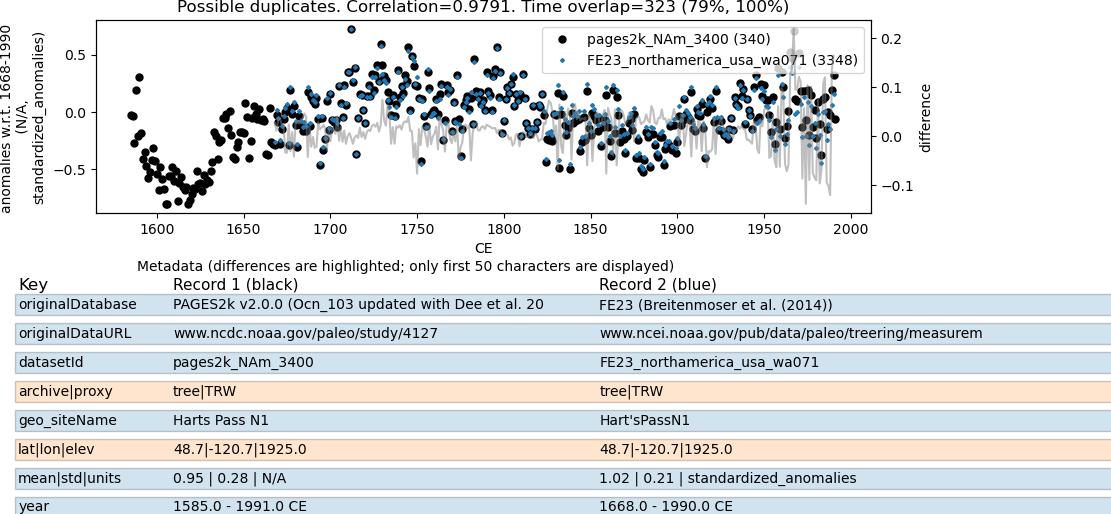 Possible duplicates. Correlation=0.9791. Time overlap=323 (79%, 100%)
anomalies w.r.t. 1668-1990
(N/A,
standardized_anomalies)
0.5
0.0
−0.5
pages2k_NAm_3400 (340)
FE23_northamerica_usa_wa071 (3348)
0.2
0.1
0.0
−0.1
difference
1600 1650 1700 1750 1800 1850 1900 1950 2000
CE
Metadata (differences are highlighted; only first 50 characters are displayed)
Key Record 1 (black) Record 2 (blue)
originalDatabase PAGES2k v2.0.0 (Ocn_103 updated with Dee et al. 20 FE23 (Breitenmoser et al. (2014))
originalDataURL www.ncdc.noaa.gov/paleo/study/4127 www.ncei.noaa.gov/pub/data/paleo/treering/measurem
datasetId pages2k_NAm_3400 FE23_northamerica_usa_wa071
archive|proxy tree|TRW tree|TRW
geo_siteName Harts Pass N1 Hart'sPassN1
lat|lon|elev 48.7|-120.7|1925.0 48.7|-120.7|1925.0
mean|std|units 0.95 | 0.28 | N/A 1.02 | 0.21 | standardized_anomalies
year 1585.0 - 1991.0 CE 1668.0 - 1990.0 CE